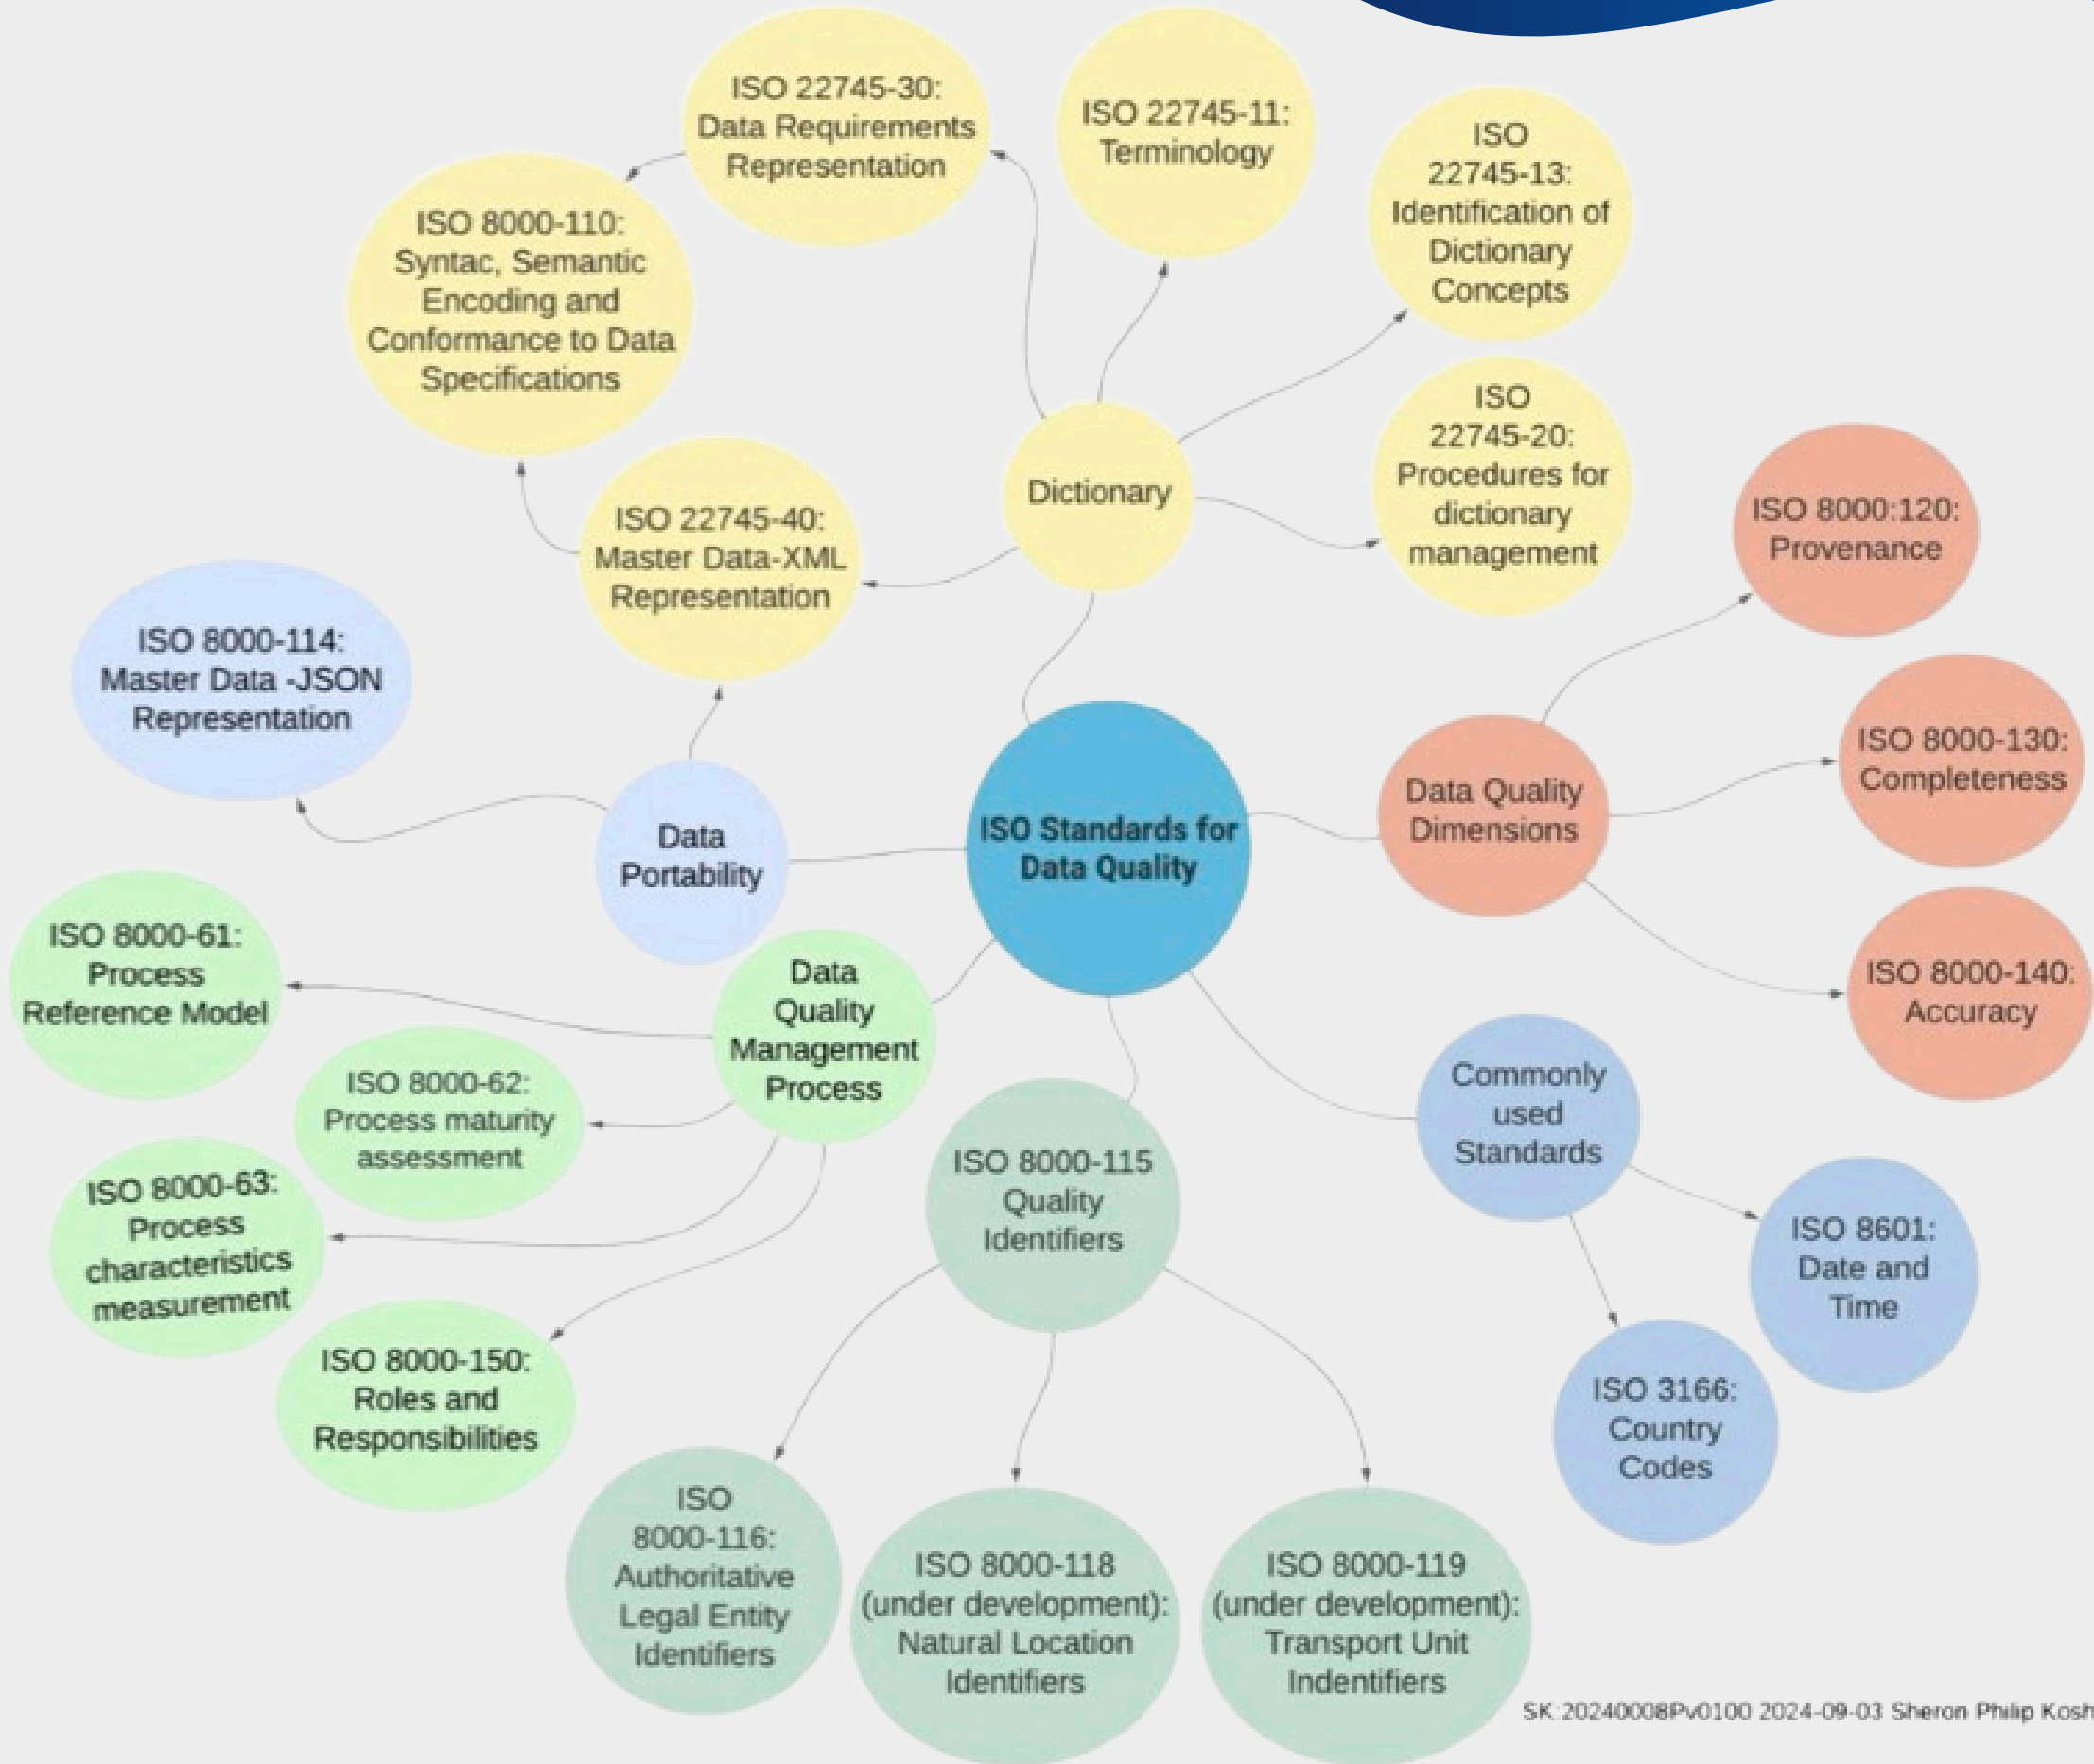 ISO 22745-30:
Data Requirements
Representation
ISO 22745-11:
Terminology
ISO
22745-13:
Identification of
Dictionary
Concepts
ISO 8000-110:
Syntac, Semantic
Encoding and
Conformance to Data
Specifications
ISO
22745-20:
Procedures for
dictionary
management
Dictionary
ISO 22745-40:
Master Data-XML
Representation
ISO 8000:120:
Provenance
ISO 8000-114:
Master Data -JSON
Representation
ISO 8000-130:
Completeness
Data Quality
Dimensions
ISO Standards for
Data Quality
Data
Portability
ISO 8000-61:
Process
Reference Model
Data
Quality
Management
Process
ISO 8000-140:
Accuracy
ISO 8000-62:
Process maturity
assessment
Commonly
used
Standards
ISO 8000-63:
Process
characteristics
measurement
ISO 8000-115
Quality
Identifiers
ISO 8601:
Date and
Time
ISO 8000-150:
Roles and
Responsibilities
ISO 3166:
Country
Codes
ISO
8000-116:
Authoritative
Legal Entity
Identifiers
ISO 8000-118
(under development):
Natural Location
Identifiers
ISO 8000-119
(under development):
Transport Unit
Indentifiers
SK:20240008Pv0100 2024-09-03 Sheron Philip Kosh